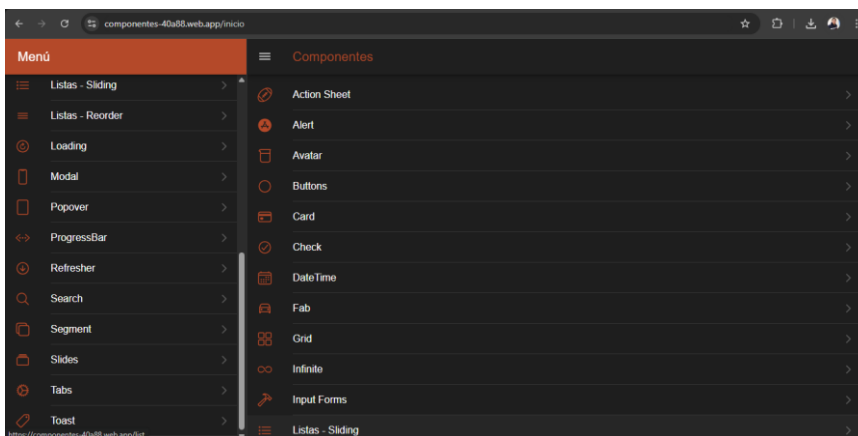 componentes-40a88.web.app/inicio
Menú
Listas - Sliding
Listas - Reorder
Loading
Modal
Popover
ProgressBar
Refresher
Search
Segment
Slides
Tabs
Toast
https://componentes-40a88.web.app/list
Componentes
Action Sheet
Alert
Avatar
Buttons
Card
Check
DateTime
Fab
Grid
Infinite
Input Forms
Listas - Sliding